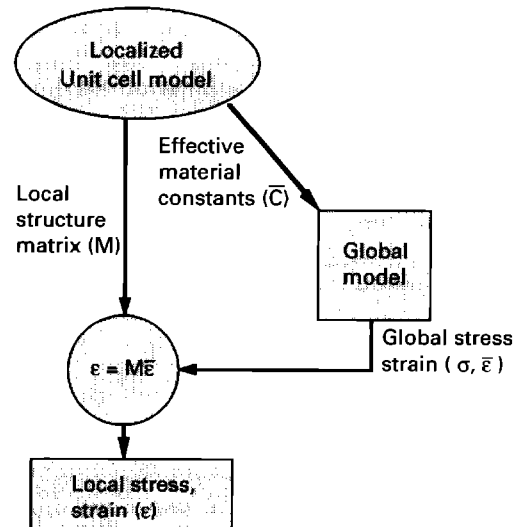 Localized
Unit cell model
Effective
material
constants (C̅)
Local
structure
matrix (M)
Global
model
ε = Mε̅
Global stress
strain ( σ, ε̅ )
Local stress,
strain (ε)